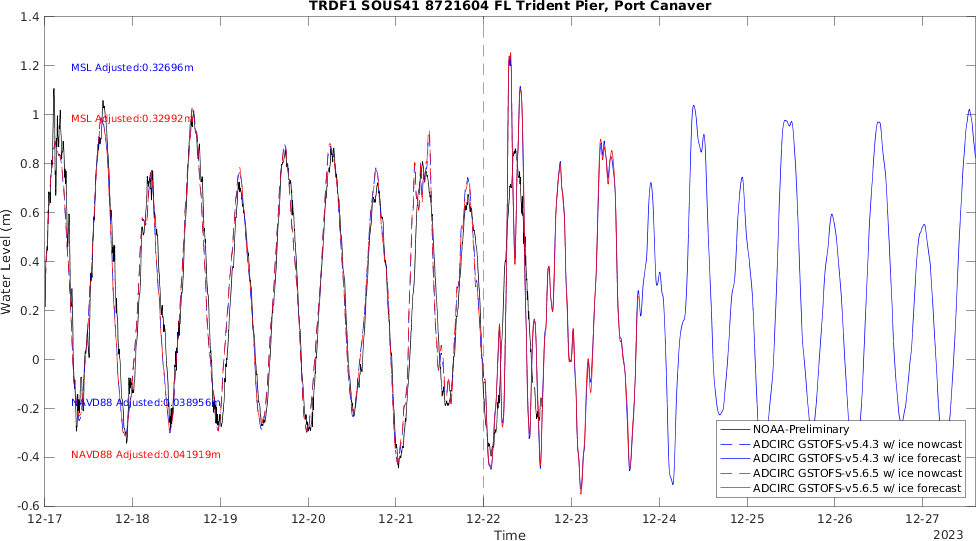 TRDF1 SOUS41 8721604 FL Trident Pier, Port Canaver
1.4
1.2
1
0.8
0.6
0.4
0.2
0
-0.2
-0.4
-0.6
Water Level (m)
MSL Adjusted:0.32696m
MSL Adjusted:0.32992m
NAVD88 Adjusted:0.038956m
NAVD88 Adjusted:0.041919m
NOAA-Preliminary
ADCIRC GSTOFS-v5.4.3 w/ ice nowcast
ADCIRC GSTOFS-v5.4.3 w/ ice forecast
ADCIRC GSTOFS-v5.6.5 w/ ice nowcast
ADCIRC GSTOFS-v5.6.5 w/ ice forecast
12-17 12-18 12-19 12-20 12-21 12-22 12-23 12-24 12-25 12-26 12-27
Time
2023